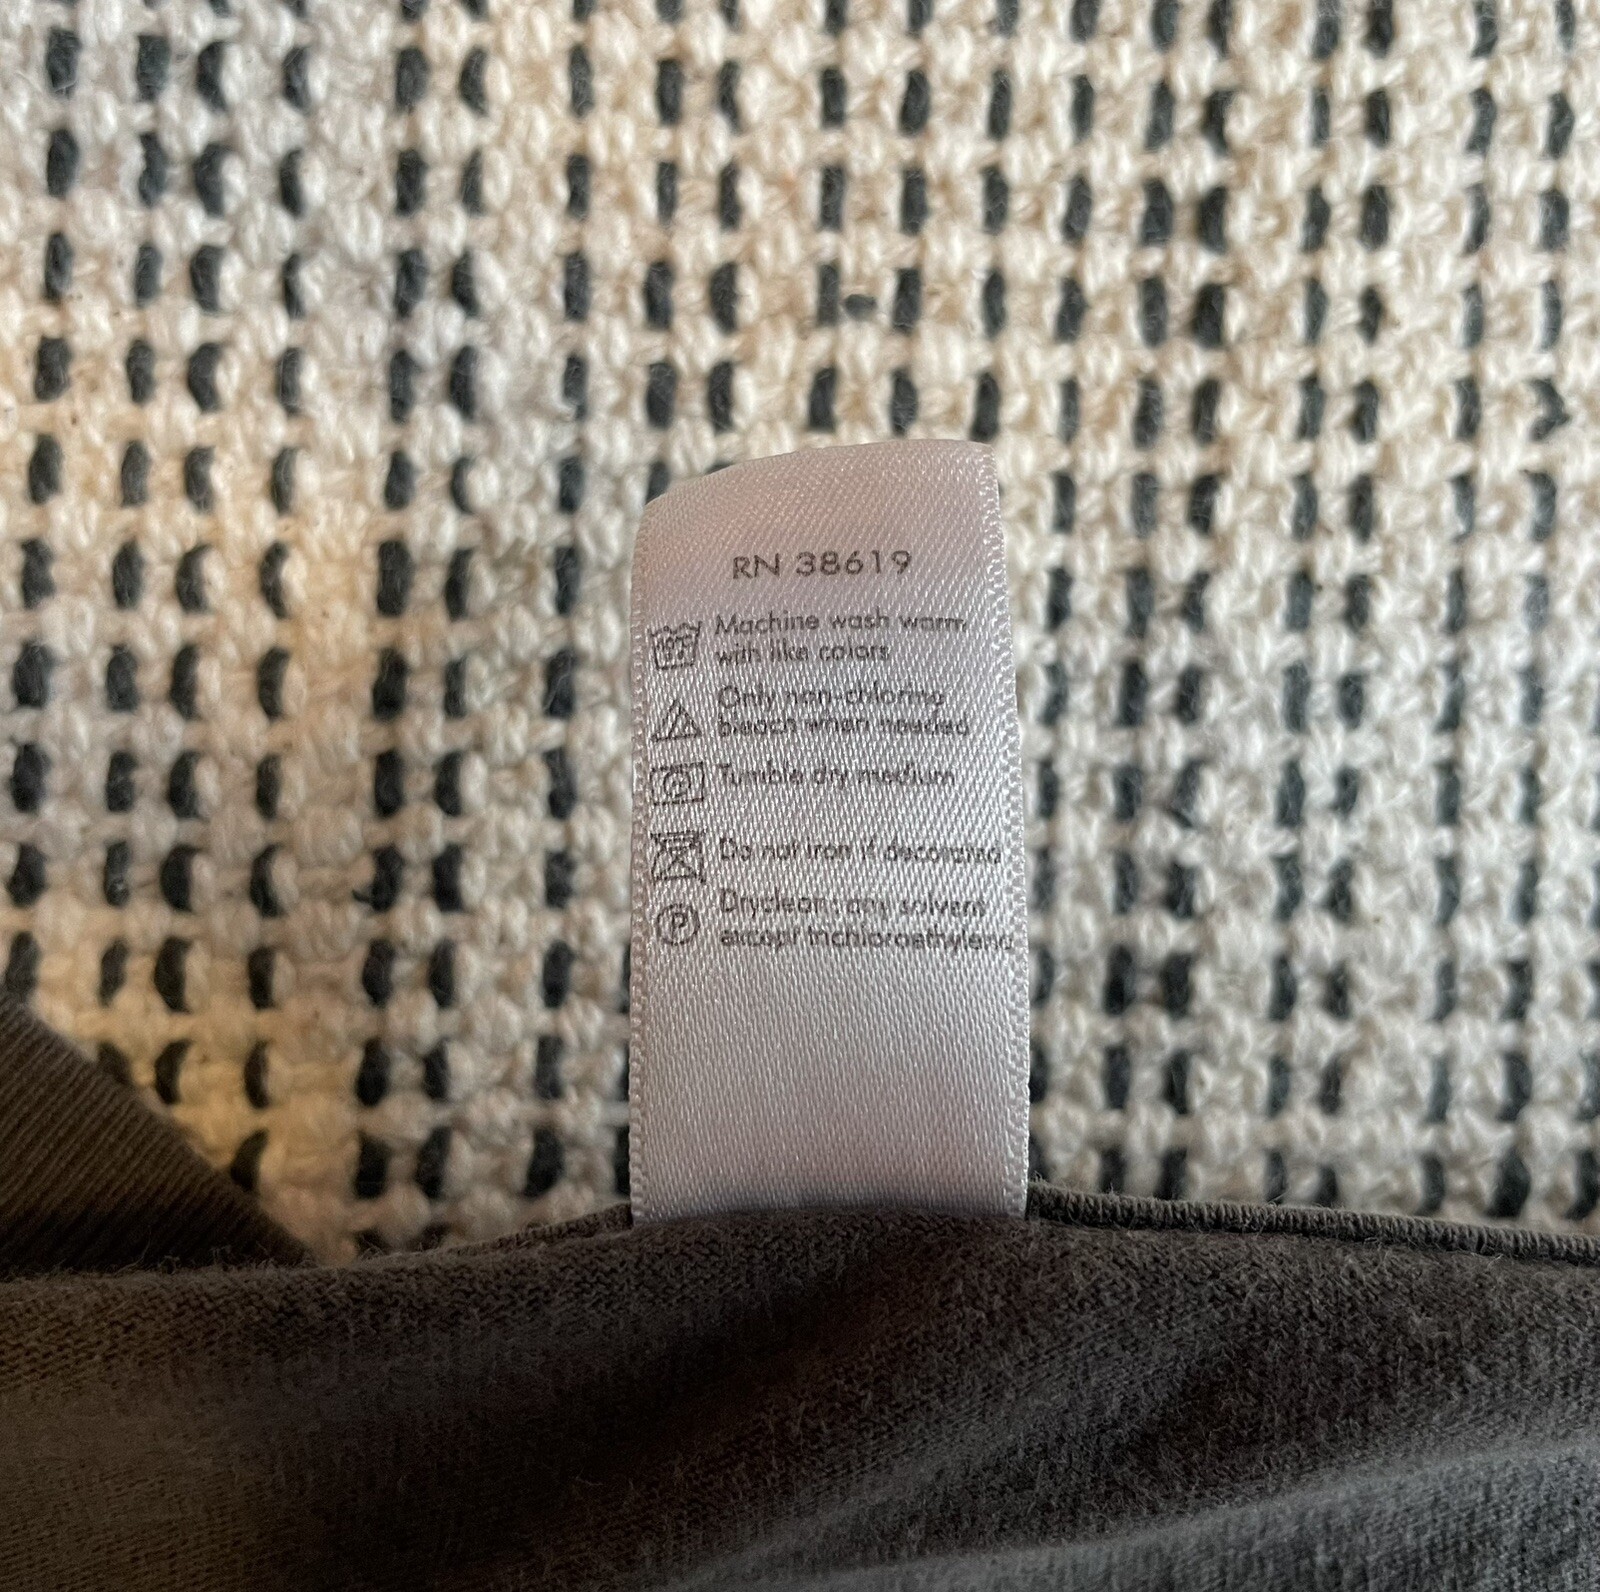 RN 38619
Machine wash warm
with like colors
Only non-chlorine
bleach when needed
Tumble dry medium
Do not iron if decorated
Dryclean: any solvent
except trichloroethylene
P